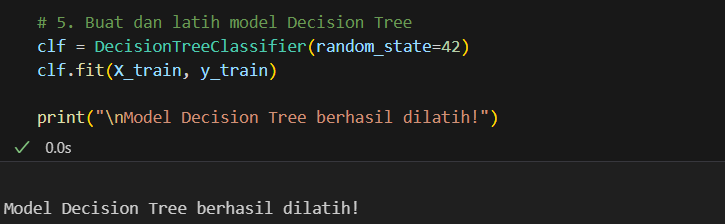 # 5. Buat dan latih model Decision Tree
clf = DecisionTreeClassifier(random_state=42)
clf.fit(X_train, y_train)
print("\nModel Decision Tree berhasil dilatih!")
0.0s
Model Decision Tree berhasil dilatih!